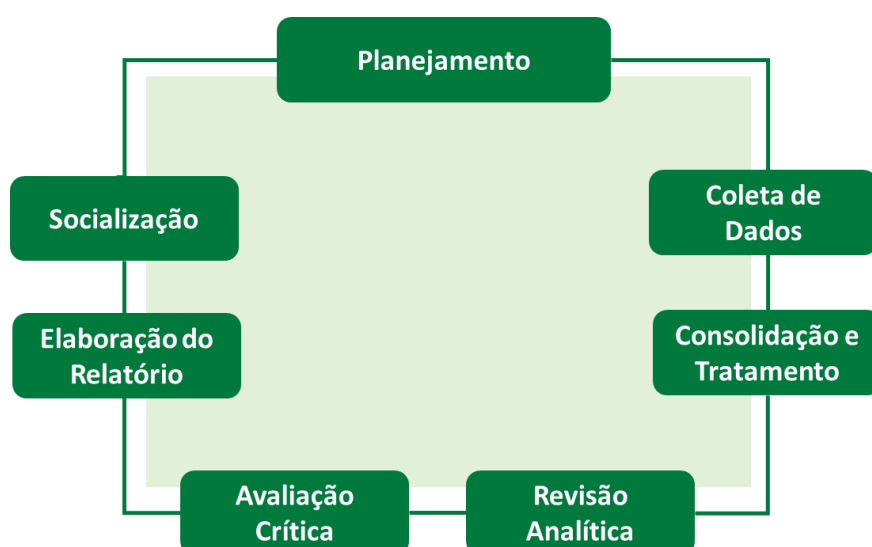 Planejamento
Coleta de
Dados
Consolidação e
Tratamento
Revisão
Analítica
Avaliação
Crítica
Elaboração do
Relatório
Socialização